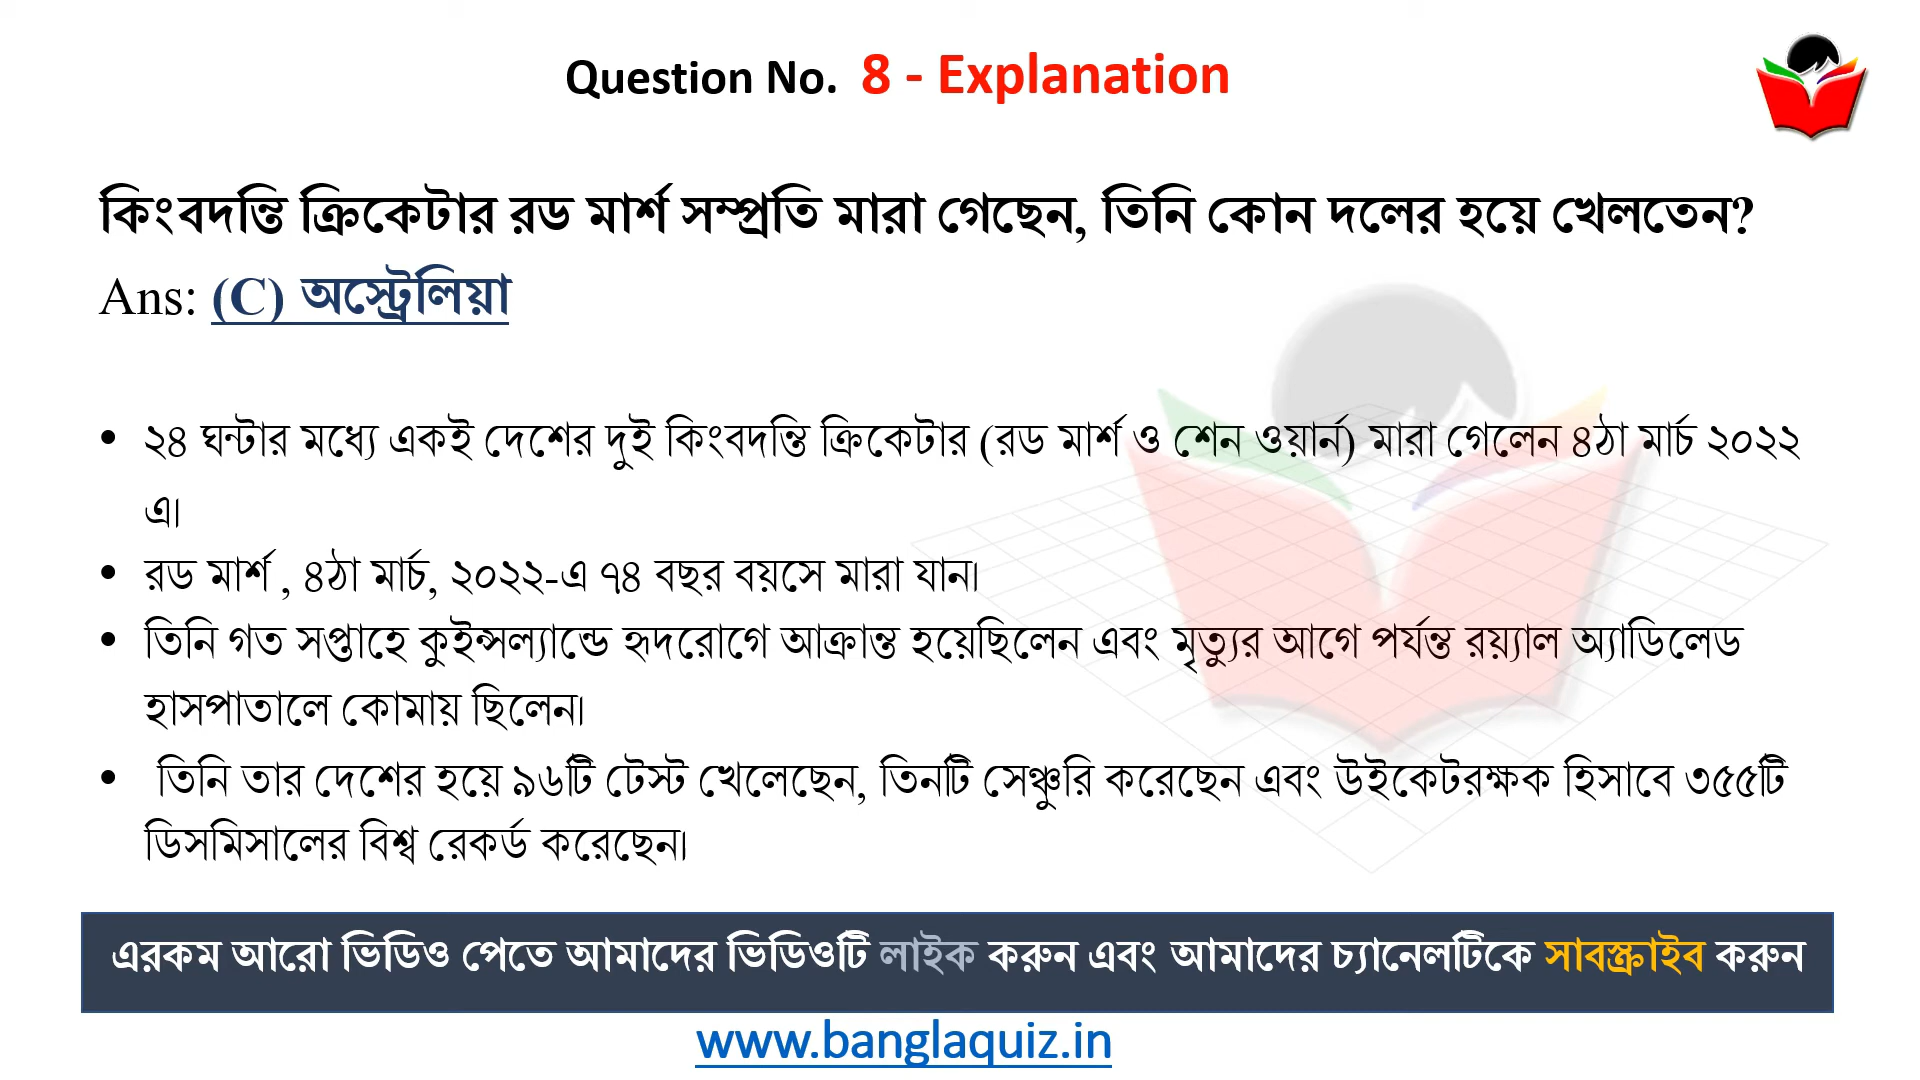 Question No. 8 - Explanation
কিংবদন্তি ক্রিকেটার রড মার্শ সম্প্রতি মারা গেছেন, তিনি কোন দলের হয়ে খেলতেন?
Ans: (C) অস্ট্রেলিয়া
• ২৪ ঘন্টার মধ্যে একই দেশের দুই কিংবদন্তি ক্রিকেটার (রড মার্শ ও শেন ওয়ার্ন) মারা গেলেন ৪ঠা মার্চ ২০২২
এ।
• রড মার্শ , ৪ঠা মার্চ, ২০২২-এ ৭৪ বছর বয়সে মারা যান।
• তিনি গত সপ্তাহে কুইন্সল্যান্ডে হৃদরোগে আক্রান্ত হয়েছিলেন এবং মৃত্যুর আগে পর্যন্ত রয়্যাল অ্যাডিলেড
হাসপাতালে কোমায় ছিলেন।
• তিনি তার দেশের হয়ে ৯৬টি টেস্ট খেলেছেন, তিনটি সেঞ্চুরি করেছেন এবং উইকেটরক্ষক হিসাবে ৩৫৫টি
ডিসমিসালের বিশ্ব রেকর্ড করেছেন।
এরকম আরো ভিডিও পেতে আমাদের ভিডিওটি লাইক করুন এবং আমাদের চ্যানেলটিকে সাবস্ক্রাইব করুন
www.banglaquiz.in